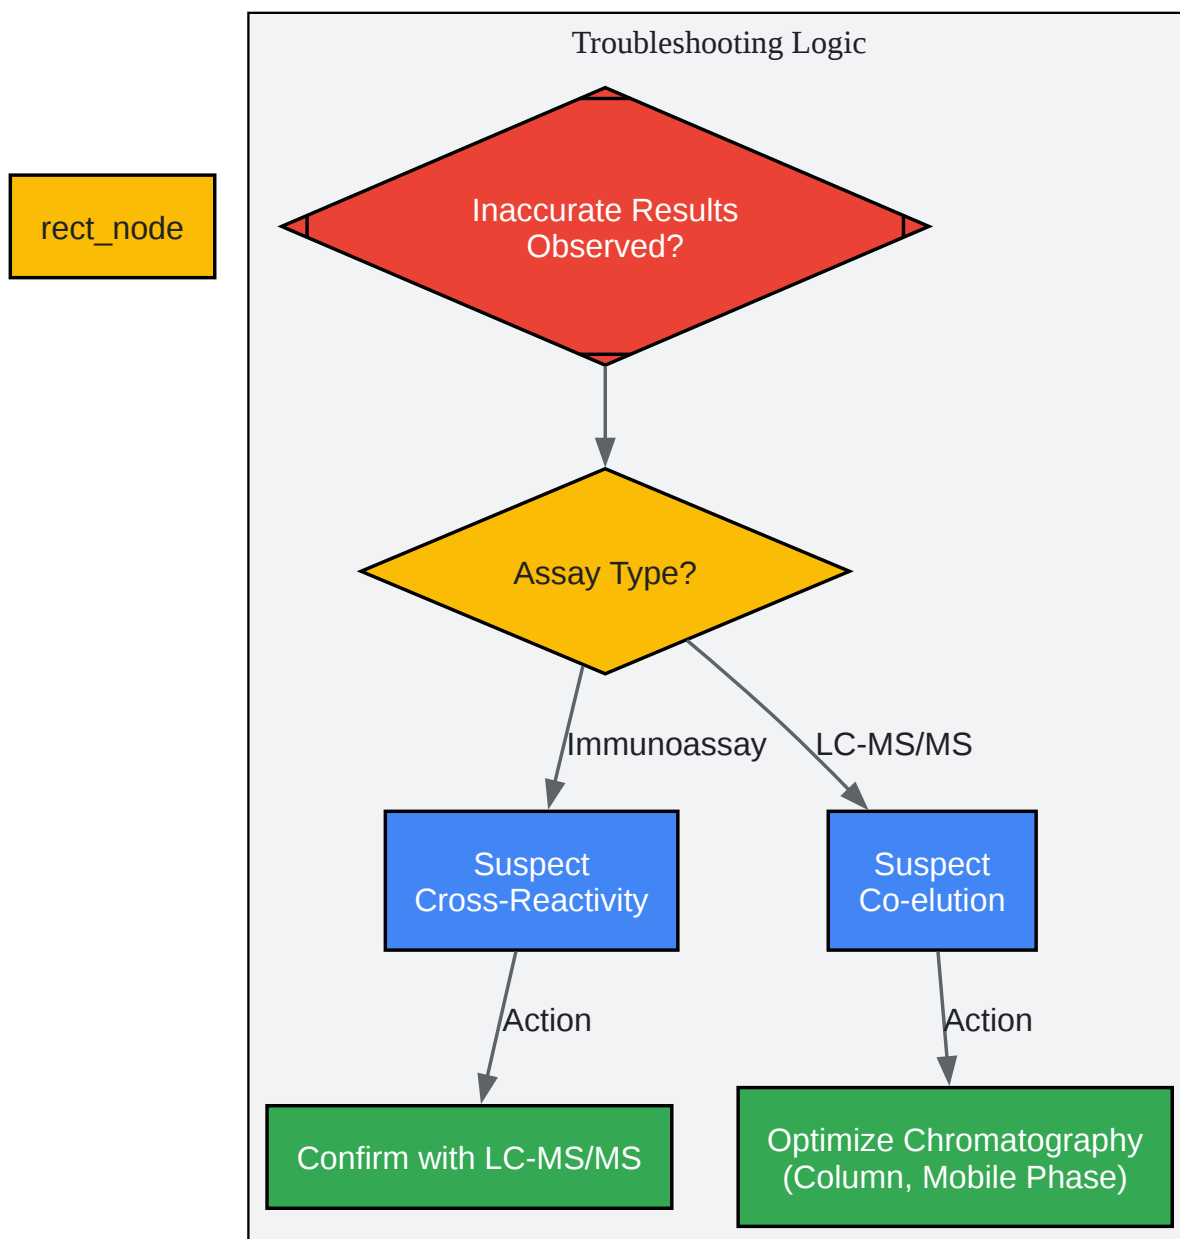 Troubleshooting Logic
rect_node
Inaccurate Results
Observed?
Assay Type?
Immunoassay
LC-MS/MS
Suspect
Cross-Reactivity
Suspect
Co-elution
Action
Action
Confirm with LC-MS/MS
Optimize Chromatography
(Column, Mobile Phase)